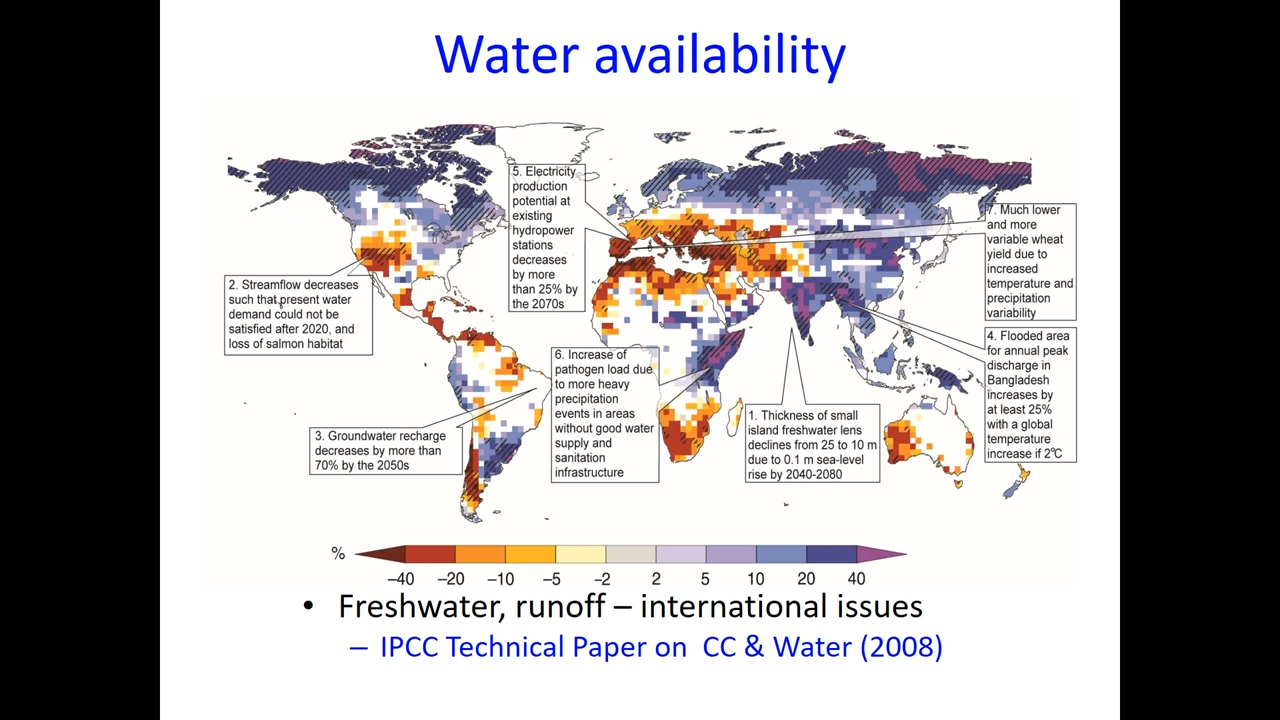 Water availability
5. Electricity
production
potential at
existing
hydropower
stations
decreases
by more
than 25% by
the 2070s
7. Much lower
and more
variable wheat
yield due to
increased
temperature and
precipitation
variability
2. Streamflow decreases
such that present water
demand could not be
satisfied after 2020, and
loss of salmon habitat
4. Flooded area
for annual peak
discharge in
Bangladesh
increases by
at least 25%
with a global
temperature
increase if 2°C
6. Increase of
pathogen load due
to more heavy
precipitation
events in areas
without good water
supply and
sanitation
infrastructure
1. Thickness of small
island freshwater lens
declines from 25 to 10 m
due to 0.1 m sea-level
rise by 2040-2080
3. Groundwater recharge
decreases by more than
70% by the 2050s
%
–40 –20 –10 –5 –2 2 5 10 20 40
• Freshwater, runoff – international issues
– IPCC Technical Paper on CC & Water (2008)